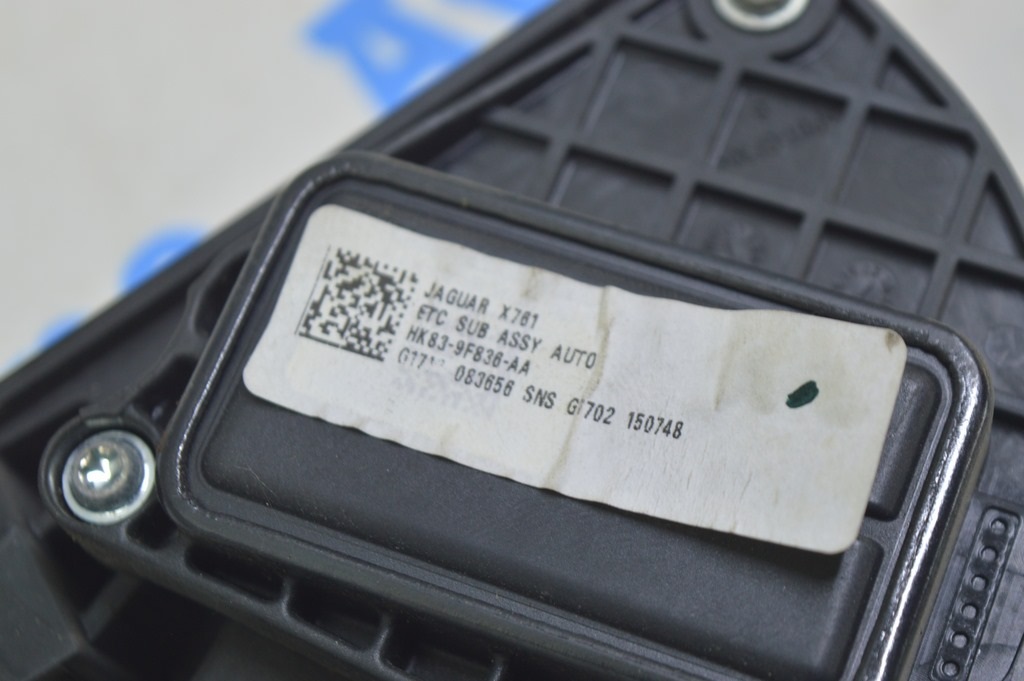 JAGUAR X761
ETC SUB ASSY AUTO
HK83-9F836-AA
083656 SNS G1702 150748